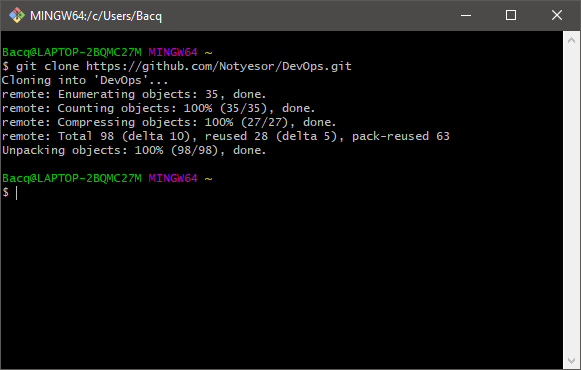 MINGW64:/c/Users/Bacq
Bacq@LAPTOP-2BQMC27M MINGW64 ~
$ git clone https://github.com/Notyesor/DevOps.git
Cloning into 'DevOps'...
remote: Enumerating objects: 35, done.
remote: Counting objects: 100% (35/35), done.
remote: Compressing objects: 100% (27/27), done.
remote: Total 98 (delta 10), reused 28 (delta 5), pack-reused 63
Unpacking objects: 100% (98/98), done.
Bacq@LAPTOP-2BQMC27M MINGW64 ~
$